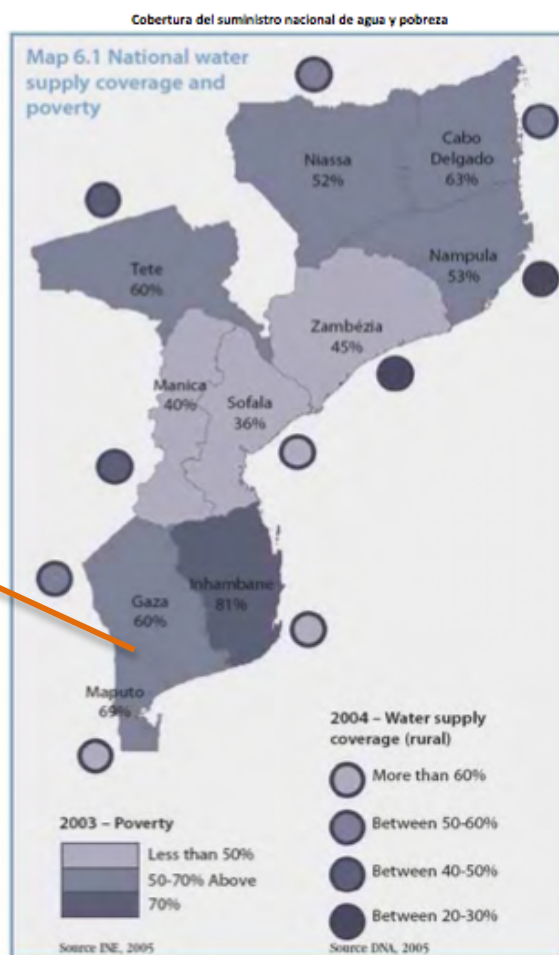 Cobertura del suministro nacional de agua y pobreza
Map 6.1 National water
supply coverage and
poverty
Niassa
52%
Cabo
Delgado
63%
Nampula
53%
Tete
60%
Zambézia
45%
Manica
40%
Sofala
36%
Inhambane
81%
Gaza
60%
Maputo
69%
2003 – Poverty
Less than 50%
50-70% Above
70%
Source INE, 2005
2004 – Water supply
coverage (rural)
More than 60%
Between 50-60%
Between 40-50%
Between 20-30%
Source DNA, 2005